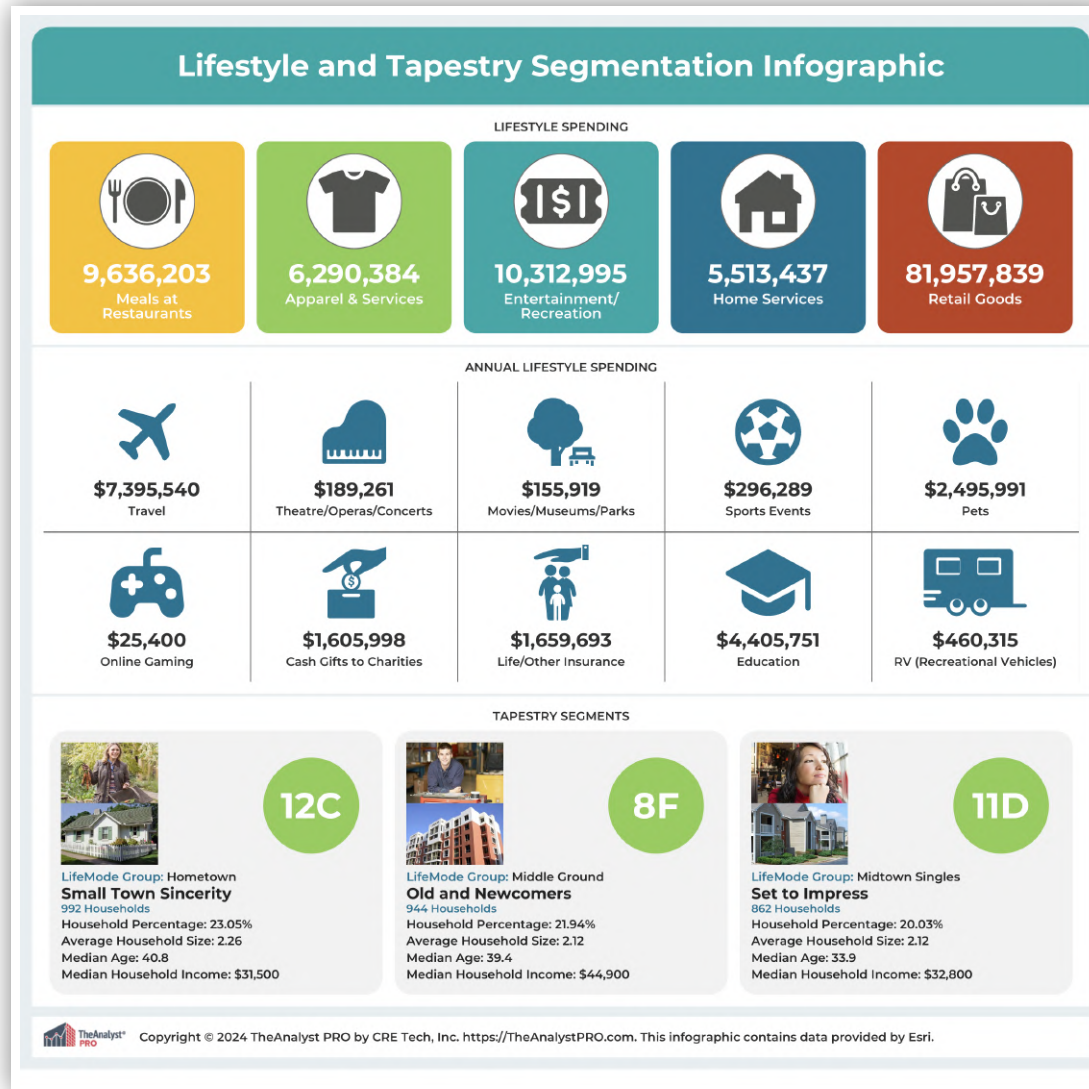 Lifestyle and Tapestry Segmentation Infographic
LIFESTYLE SPENDING
9,636,203
Meals at
Restaurants
6,290,384
Apparel & Services
$
10,312,995
Entertainment/
Recreation
5,513,437
Home Services
81,957,839
Retail Goods
ANNUAL LIFESTYLE SPENDING
$7,395,540
Travel
$189,261
Theatre/Operas/Concerts
$155,919
Movies/Museums/Parks
$296,289
Sports Events
$2,495,991
Pets
$25,400
Online Gaming
$
$1,605,998
Cash Gifts to Charities
$1,659,693
Life/Other Insurance
$4,405,751
Education
$460,315
RV (Recreational Vehicles)
TAPESTRY SEGMENTS
12C
LifeMode Group: Hometown
Small Town Sincerity
992 Households
Household Percentage: 23.05%
Average Household Size: 2.26
Median Age: 40.8
Median Household Income: $31,500
8F
LifeMode Group: Middle Ground
Old and Newcomers
944 Households
Household Percentage: 21.94%
Average Household Size: 2.12
Median Age: 39.4
Median Household Income: $44,900
11D
LifeMode Group: Midtown Singles
Set to Impress
862 Households
Household Percentage: 20.03%
Average Household Size: 2.12
Median Age: 33.9
Median Household Income: $32,800
TheAnalyst®
PRO
Copyright © 2024 TheAnalyst PRO by CRE Tech, Inc. https://TheAnalystPRO.com. This infographic contains data provided by Esri.